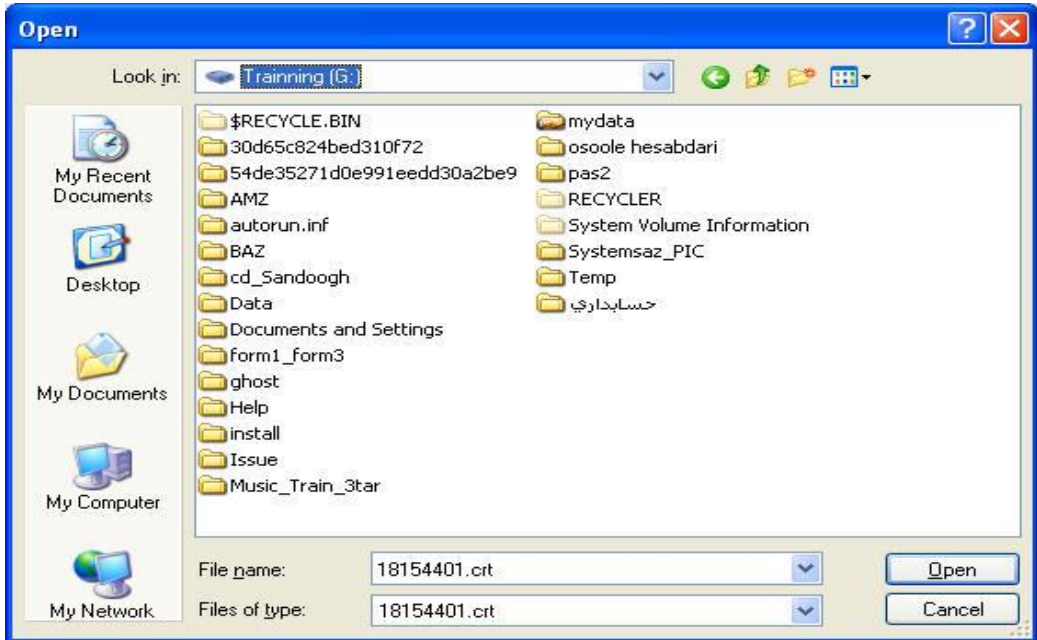 Open
Look in: Trainning (G:)
My Recent Documents
Desktop
My Documents
My Computer
My Network
$RECYCLE.BIN
30d65c824bed310f72
54de35271d0e991eedd30a2be9
AMZ
autorun.inf
BAZ
cd_Sandoogh
Data
Documents and Settings
form1_form3
ghost
Help
install
Issue
Music_Train_3tar
mydata
osoole hesabdari
pas2
RECYCLER
System Volume Information
Systemsaz_PIC
Temp
حسابداري
File name: 18154401.crt Open
Files of type: 18154401.crt Cancel